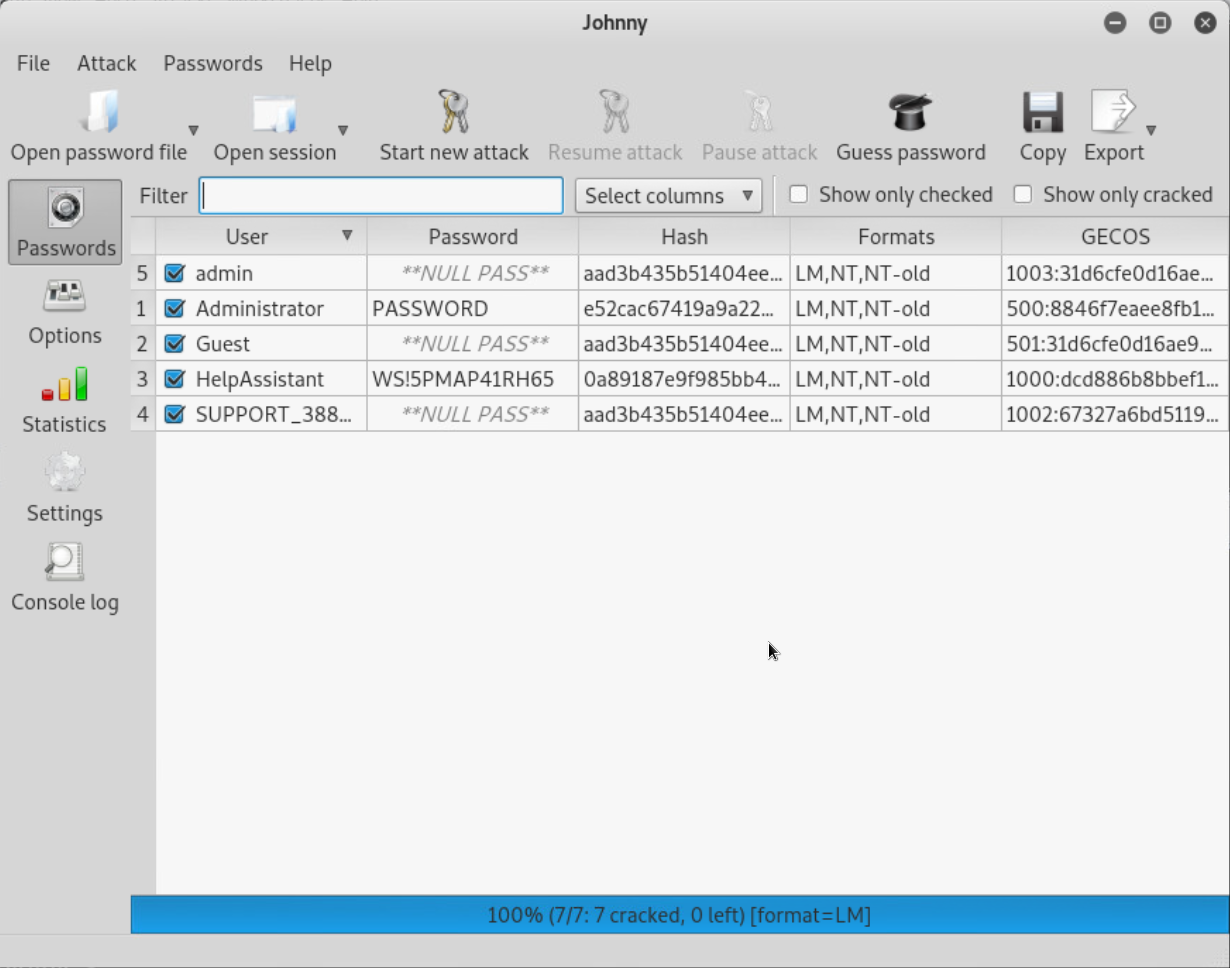 Johnny
File Attack Passwords Help
Open password file Open session Start new attack Resume attack Pause attack Guess password Copy Export
Passwords
Options
Statistics
Settings
Console log
Filter Select columns Show only checked Show only cracked
User Password Hash Formats GECOS
5 admin **NULL PASS** aad3b435b51404ee... LM,NT,NT-old 1003:31d6cfe0d16ae...
1 Administrator PASSWORD e52cac67419a9a22... LM,NT,NT-old 500:8846f7eaee8fb1...
2 Guest **NULL PASS** aad3b435b51404ee... LM,NT,NT-old 501:31d6cfe0d16ae9...
3 HelpAssistant WS!5PMAP41RH65 0a89187e9f985bb4... LM,NT,NT-old 1000:dcd886b8bbef1...
4 SUPPORT_388... **NULL PASS** aad3b435b51404ee... LM,NT,NT-old 1002:67327a6bd5119...
100% (7/7: 7 cracked, 0 left) [format=LM]